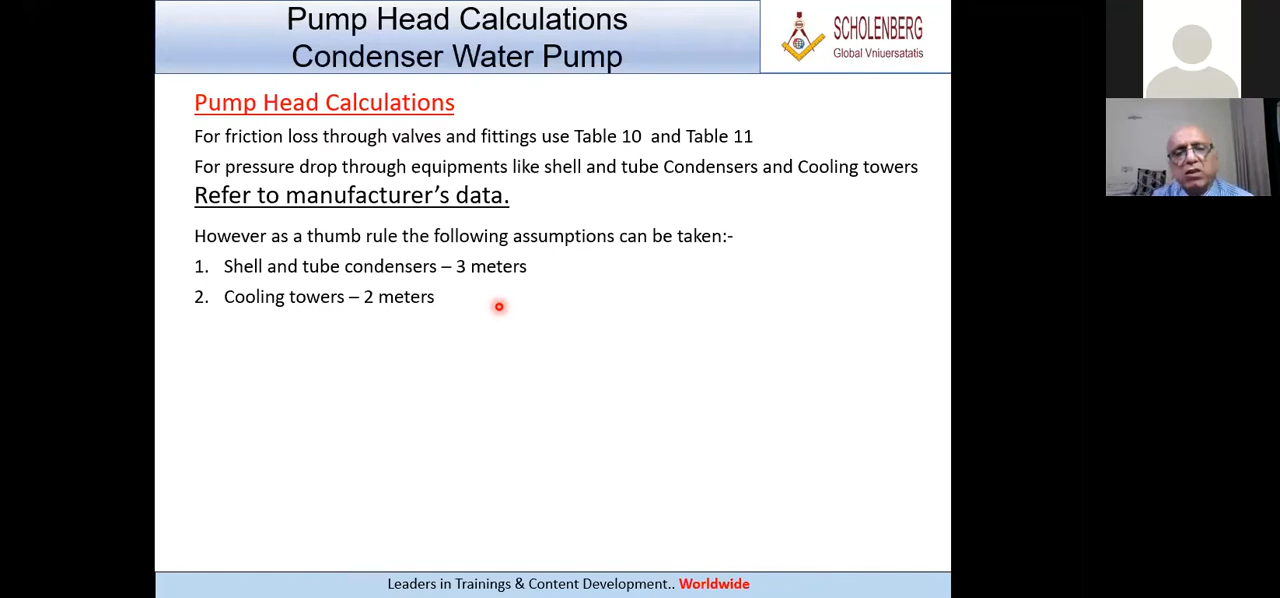 Pump Head Calculations
Condenser Water Pump
SCHOLENBERG
Global Vniuersatatis
Pump Head Calculations
For friction loss through valves and fittings use Table 10 and Table 11
For pressure drop through equipments like shell and tube Condensers and Cooling towers
Refer to manufacturer’s data.
However as a thumb rule the following assumptions can be taken:-
1. Shell and tube condensers – 3 meters
2. Cooling towers – 2 meters
Leaders in Trainings & Content Development.. Worldwide